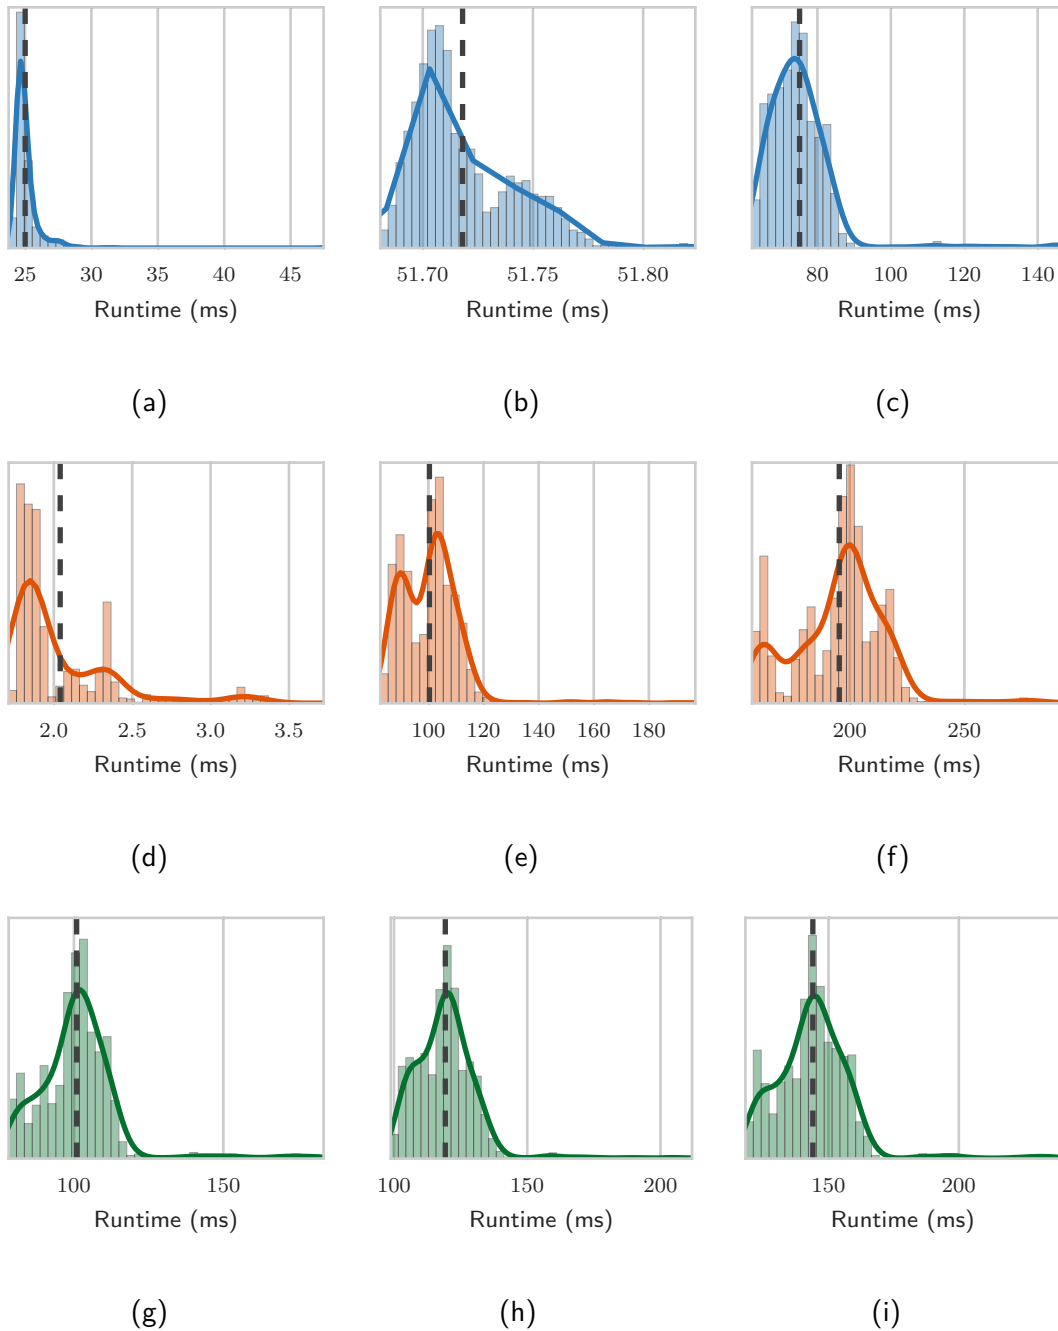 25 30 35 40 45 51.70 51.75 51.80 80 100 120 140
Runtime (ms) Runtime (ms) Runtime (ms)
(a) (b) (c)
2.0 2.5 3.0 3.5 100 120 140 160 180 200 250
Runtime (ms) Runtime (ms) Runtime (ms)
(d) (e) (f)
100 150 100 150 200 150 200
Runtime (ms) Runtime (ms) Runtime (ms)
(g) (h) (i)